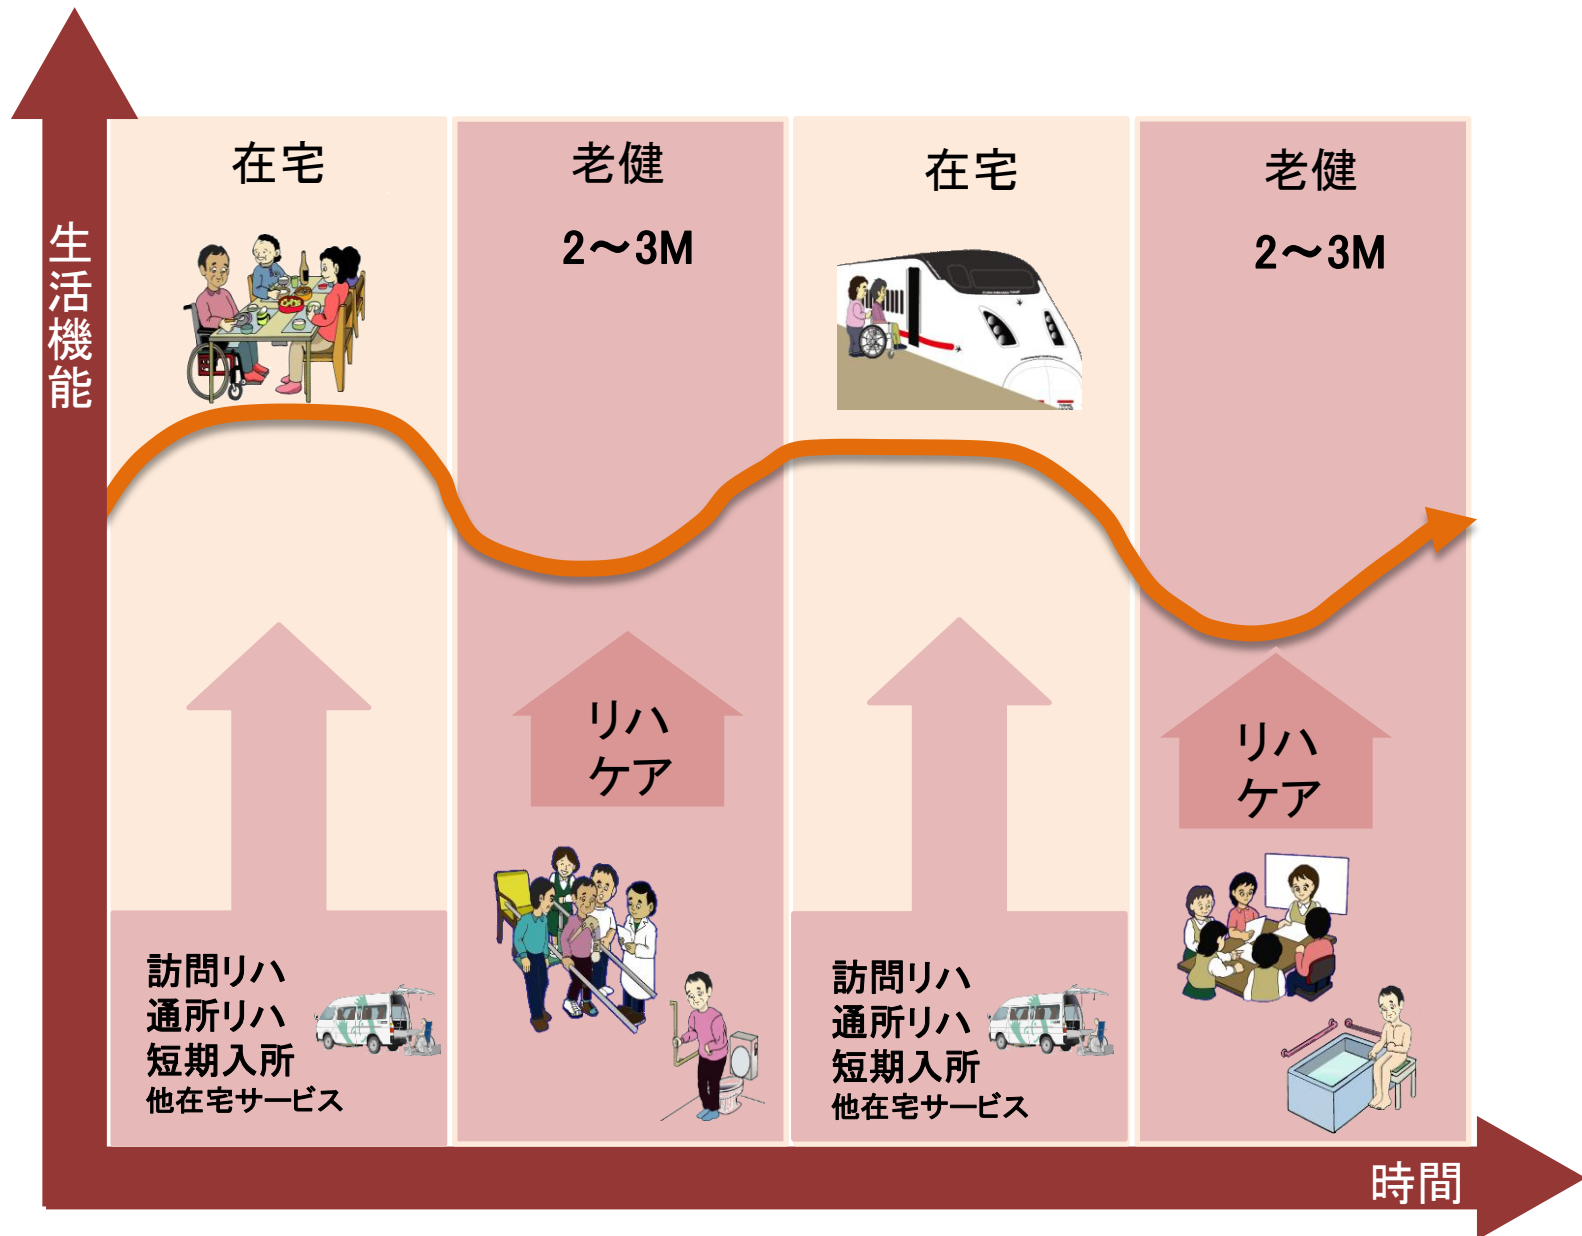 生活機能
在宅
訪問リハ
通所リハ
短期入所
他在宅サービス
老健
2～3M
リハ
ケア
在宅
訪問リハ
通所リハ
短期入所
他在宅サービス
老健
2～3M
リハ
ケア
時間